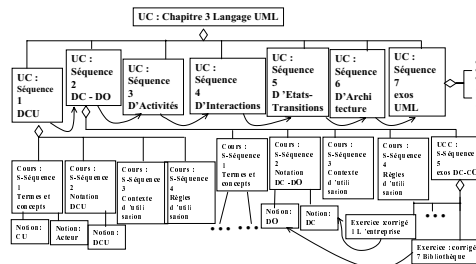 UC : Chapitre 3 Langage UML
UC :
Séquence
1
DCU
UC :
Séquence
2
DC - DO
UC :
Séquence
3
D'Activités
UC :
Séquence
4
D'Interactions
UC :
Séquence
5
D 'Etats-
Transitions
UC :
Séquence
6
D'Archi
tecture
UC :
Séquence
7
exos
UML
Cours :
S-Séquence
1
Termes et
concepts
Cours :
S-Séquence
2
Notation
DCU
Cours :
S-Séquence
3
Contexte
d 'utili
sation
Cours :
S-Séquence
4
Règles
d 'utili
sation
Cours :
S-Séquence
1
Termes et
concepts
Cours :
S-Séquence
2
Notation
DC -DO
Cours :
S-Séquence
3
Contexte
d 'utili
sation
Cours :
S-Séquence
4
Règles
d 'utili
sation
UCC :
S-Séquence
5
exos DC-CO
Notion:
CU
Notion:
Acteur
Notion:
DCU
Notion:
DO
Notion:
DC
Exercice :corrigé
1 L 'entreprise
Exercice :corrigé
7 Bibliothèque